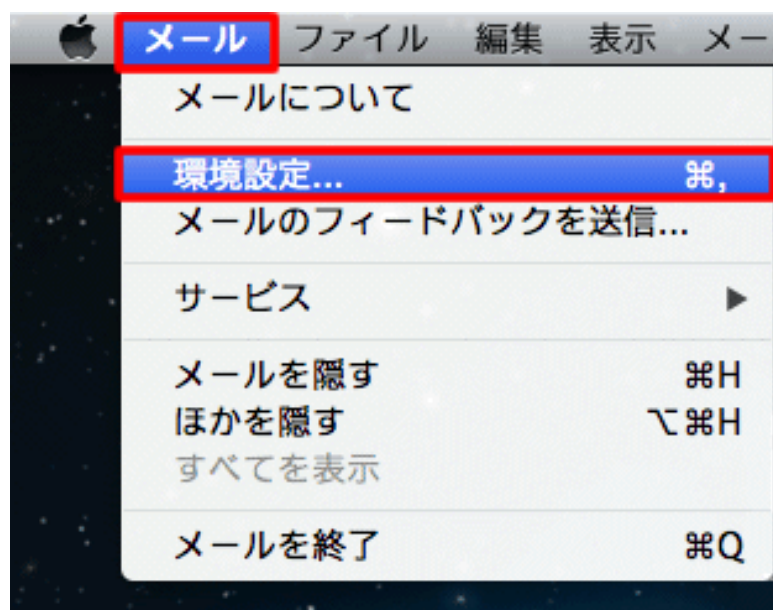 メール ファイル 編集 表示 メー
メールについて
環境設定... ⌘,
メールのフィードバックを送信...
サービス ▶
メールを隠す ⌘H
ほかを隠す ⌥⌘H
すべてを表示
メールを終了 ⌘Q